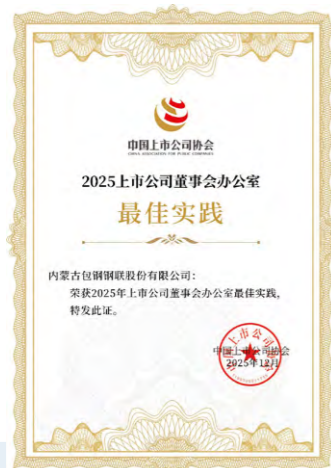 中国上市公司协会
CHINA ASSOCIATION FOR PUBLIC COMPANIES
2025上市公司董事会办公室
最佳实践
内蒙古包钢钢联股份有限公司：
荣获2025年上市公司董事会办公室最佳实践，
特发此证。
中国上市公司协会
2025年12月